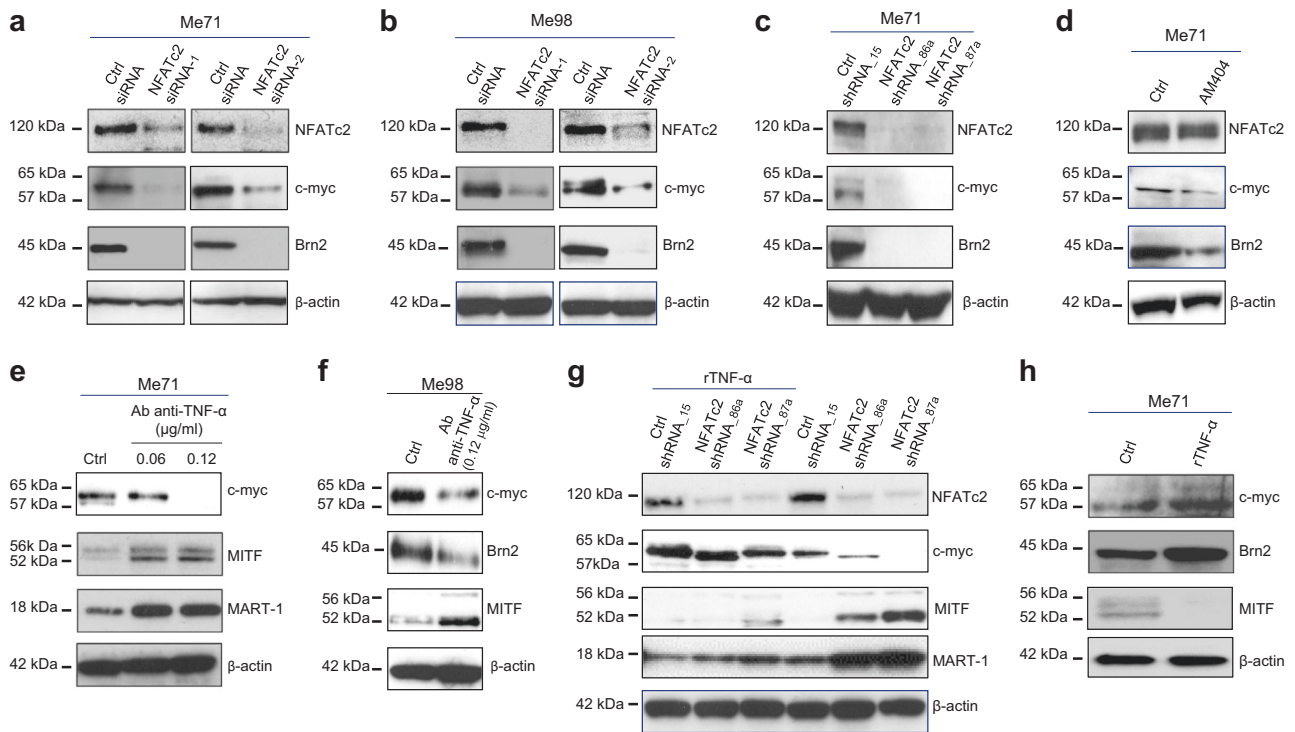 a
Me71
Ctrl
siRNA
NFATc2
siRNA-1
Ctrl
siRNA
NFATc2
siRNA-2
120 kDa
NFATc2
65 kDa
57 kDa
c-myc
45 kDa
Brn2
42 kDa
β-actin
b
Me98
Ctrl
siRNA
NFATc2
siRNA-1
Ctrl
siRNA
NFATc2
siRNA-2
120 kDa
NFATc2
65 kDa
57 kDa
c-myc
45 kDa
Brn2
42 kDa
β-actin
c
Me71
Ctrl
shRNA_15
NFATc2
shRNA_86a
NFATc2
shRNA_87a
120 kDa
NFATc2
65 kDa
57 kDa
c-myc
45 kDa
Brn2
42 kDa
β-actin
d
Me71
Ctrl
AM404
120 kDa
NFATc2
65 kDa
57 kDa
c-myc
45 kDa
Brn2
42 kDa
β-actin
e
Me71
Ab anti-TNF-α
(µg/ml)
Ctrl
0.06
0.12
65 kDa
57 kDa
c-myc
56k Da
52 kDa
MITF
18 kDa
MART-1
42 kDa
β-actin
f
Me98
Ctrl
Ab
anti-TNF-α
(0.12 µg/ml)
65 kDa
57 kDa
c-myc
45 kDa
Brn2
56 kDa
52 kDa
MITF
42 kDa
β-actin
g
rTNF-α
Ctrl
shRNA_15
NFATc2
shRNA_86a
NFATc2
shRNA_87a
Ctrl
shRNA_15
NFATc2
shRNA_86a
NFATc2
shRNA_87a
120 kDa
NFATc2
65 kDa
57kDa
c-myc
56 kDa
52 kDa
MITF
18 kDa
MART-1
42 kDa
β-actin
h
Me71
Ctrl
rTNF-α
65 kDa
57 kDa
c-myc
45 kDa
Brn2
56 kDa
52 kDa
MITF
42 kDa
β-actin